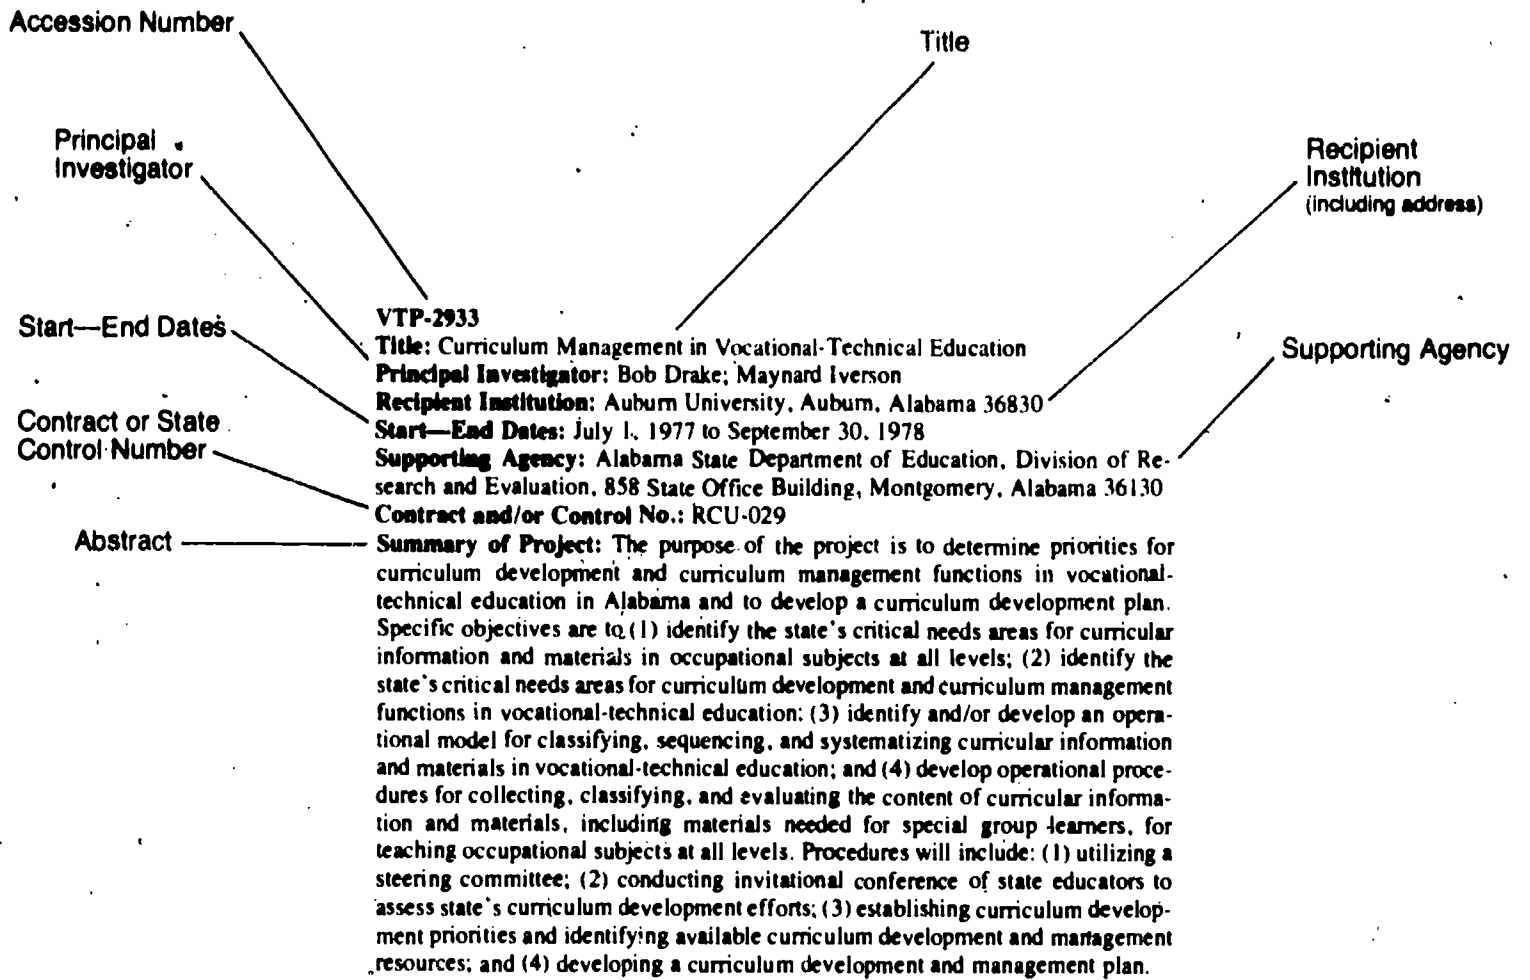 Accession Number
Title
Principal
Investigator
Recipient
Institution
(including address)
Start—End Dates
Supporting Agency
Contract or State
Control Number
Abstract
VTP-2933
Title: Curriculum Management in Vocational-Technical Education
Principal Investigator: Bob Drake; Maynard Iverson
Recipient Institution: Auburn University, Auburn, Alabama 36830
Start—End Dates: July 1, 1977 to September 30, 1978
Supporting Agency: Alabama State Department of Education, Division of Re-
search and Evaluation, 858 State Office Building, Montgomery, Alabama 36130
Contract and/or Control No.: RCU-029
Summary of Project: The purpose of the project is to determine priorities for
curriculum development and curriculum management functions in vocational-
technical education in Alabama and to develop a curriculum development plan.
Specific objectives are to (1) identify the state's critical needs areas for curricular
information and materials in occupational subjects at all levels; (2) identify the
state's critical needs areas for curriculum development and curriculum management
functions in vocational-technical education; (3) identify and/or develop an opera-
tional model for classifying, sequencing, and systematizing curricular information
and materials in vocational-technical education; and (4) develop operational proce-
dures for collecting, classifying, and evaluating the content of curricular informa-
tion and materials, including materials needed for special group learners, for
teaching occupational subjects at all levels. Procedures will include: (1) utilizing a
steering committee; (2) conducting invitational conference of state educators to
assess state's curriculum development efforts; (3) establishing curriculum develop-
ment priorities and identifying available curriculum development and management
resources; and (4) developing a curriculum development and management plan.